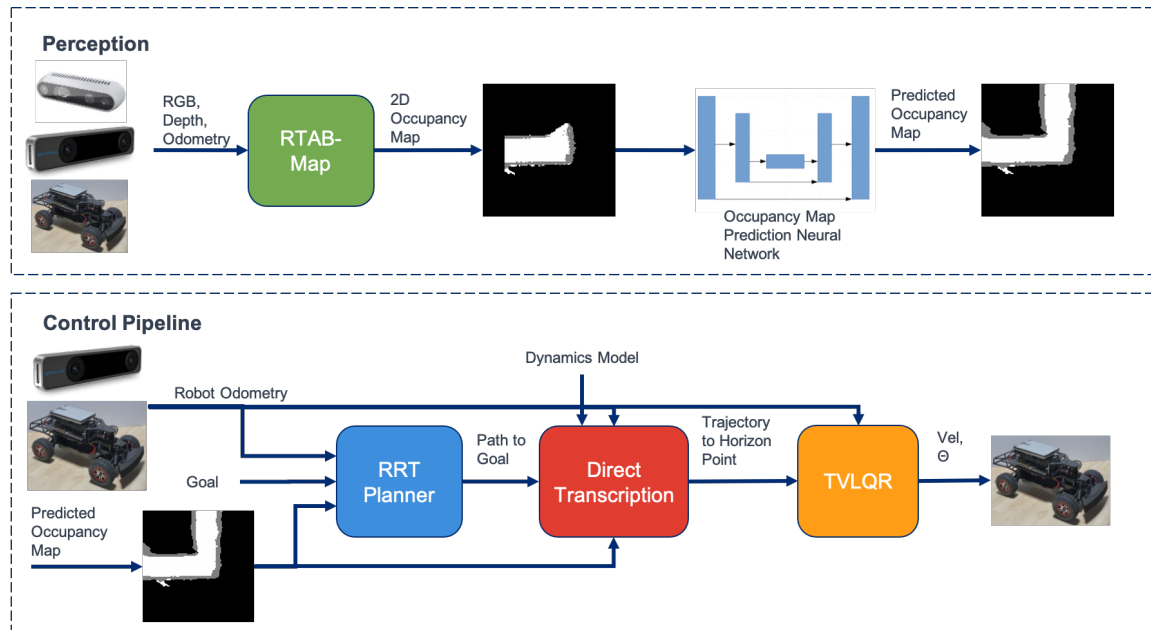 Perception
RGB,
Depth,
Odometry
RTAB-
Map
2D
Occupancy
Map
Occupancy Map
Prediction Neural
Network
Predicted
Occupancy
Map
Control Pipeline
Dynamics Model
Robot Odometry
Goal
Predicted
Occupancy
Map
RRT
Planner
Path to
Goal
Direct
Transcription
Trajectory
to Horizon
Point
TVLQR
Vel,
Θ